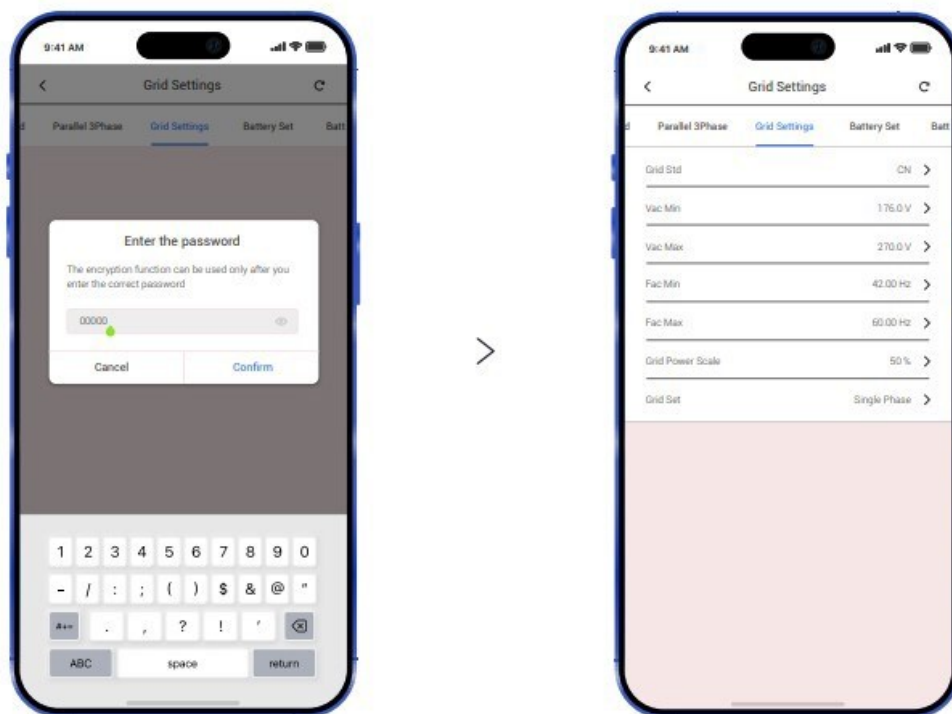 9:41 AM
Grid Settings
d Parallel 3Phase Grid Settings Battery Set Batt
Enter the password
The encryption function can be used only after you
enter the correct password
00000
Cancel Confirm
1 2 3 4 5 6 7 8 9 0
- / : ; ( ) $ & @ "
#+= . , ? ! '
ABC space return
>
9:41 AM
Grid Settings
d Parallel 3Phase Grid Settings Battery Set Batt
Grid Std CN
Vac Min 176.0 V
Vac Max 270.0 V
Fac Min 42.00 Hz
Fac Max 60.00 Hz
Grid Power Scale 50 %
Grid Set Single Phase